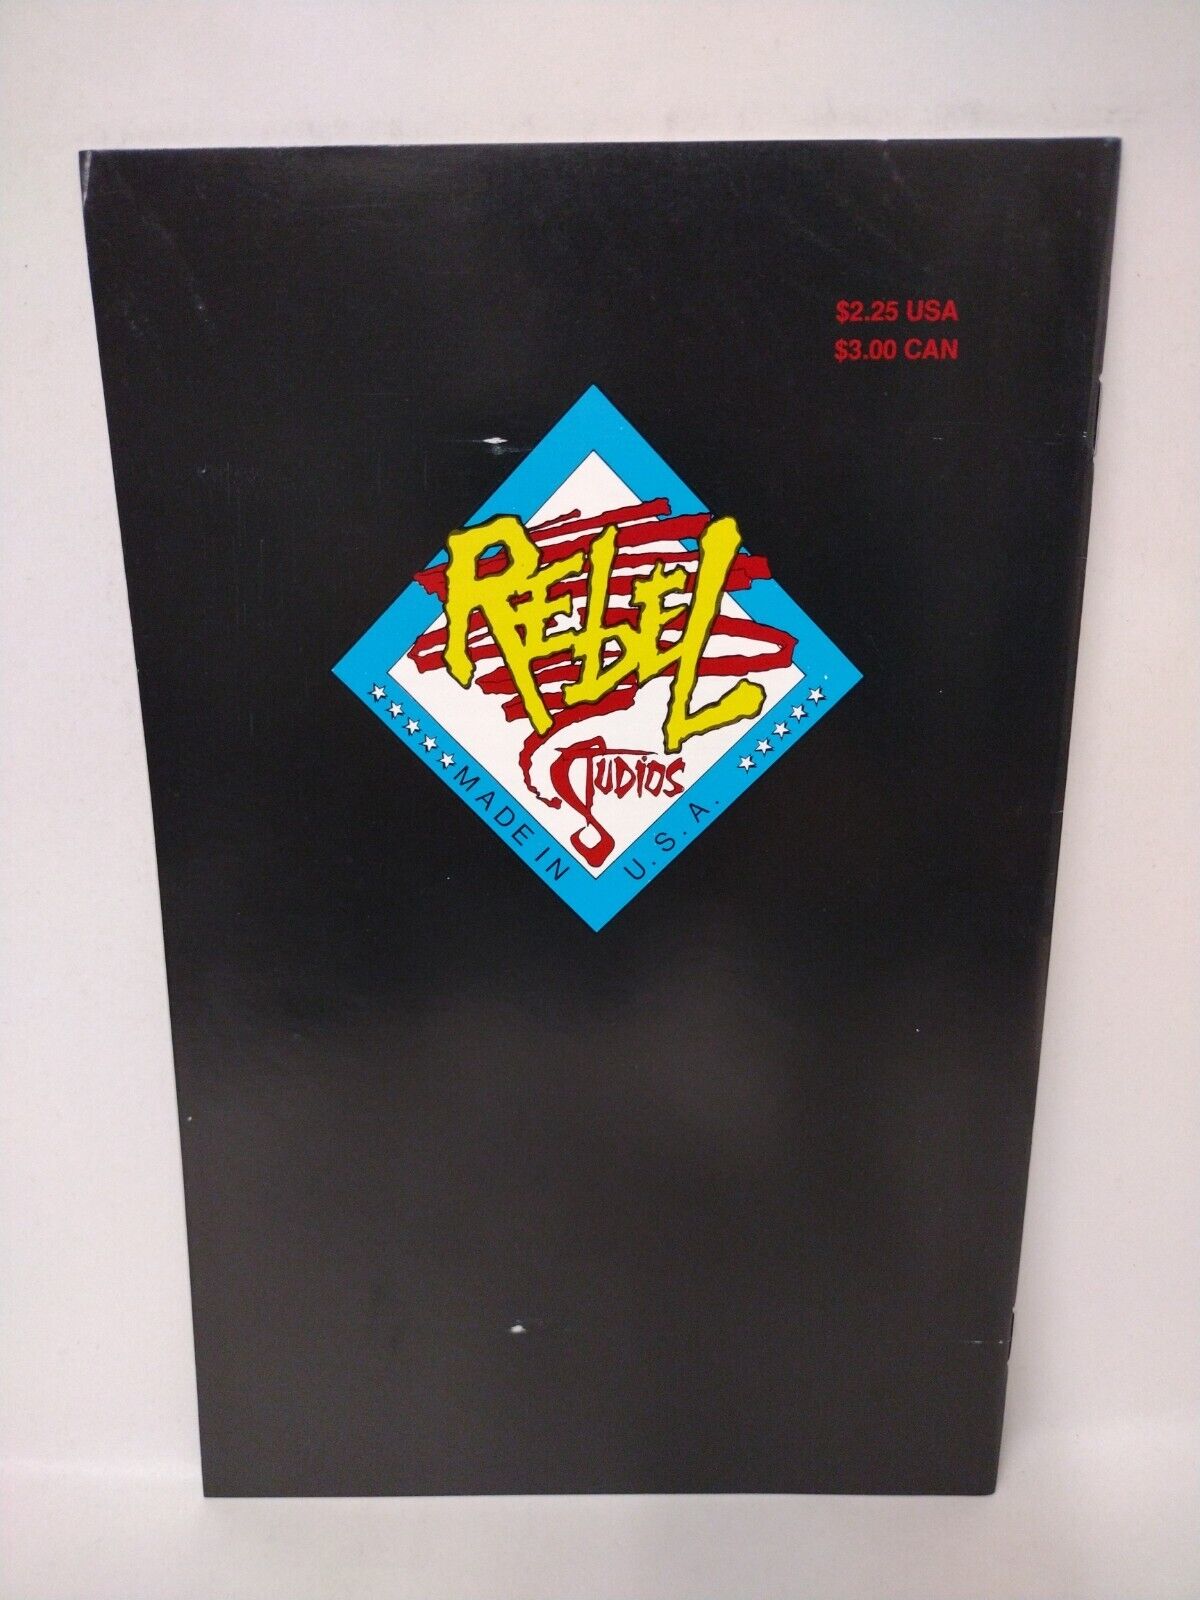 $2.25 USA
$3.00 CAN
REBEL
STUDIOS
MADE IN U.S.A.